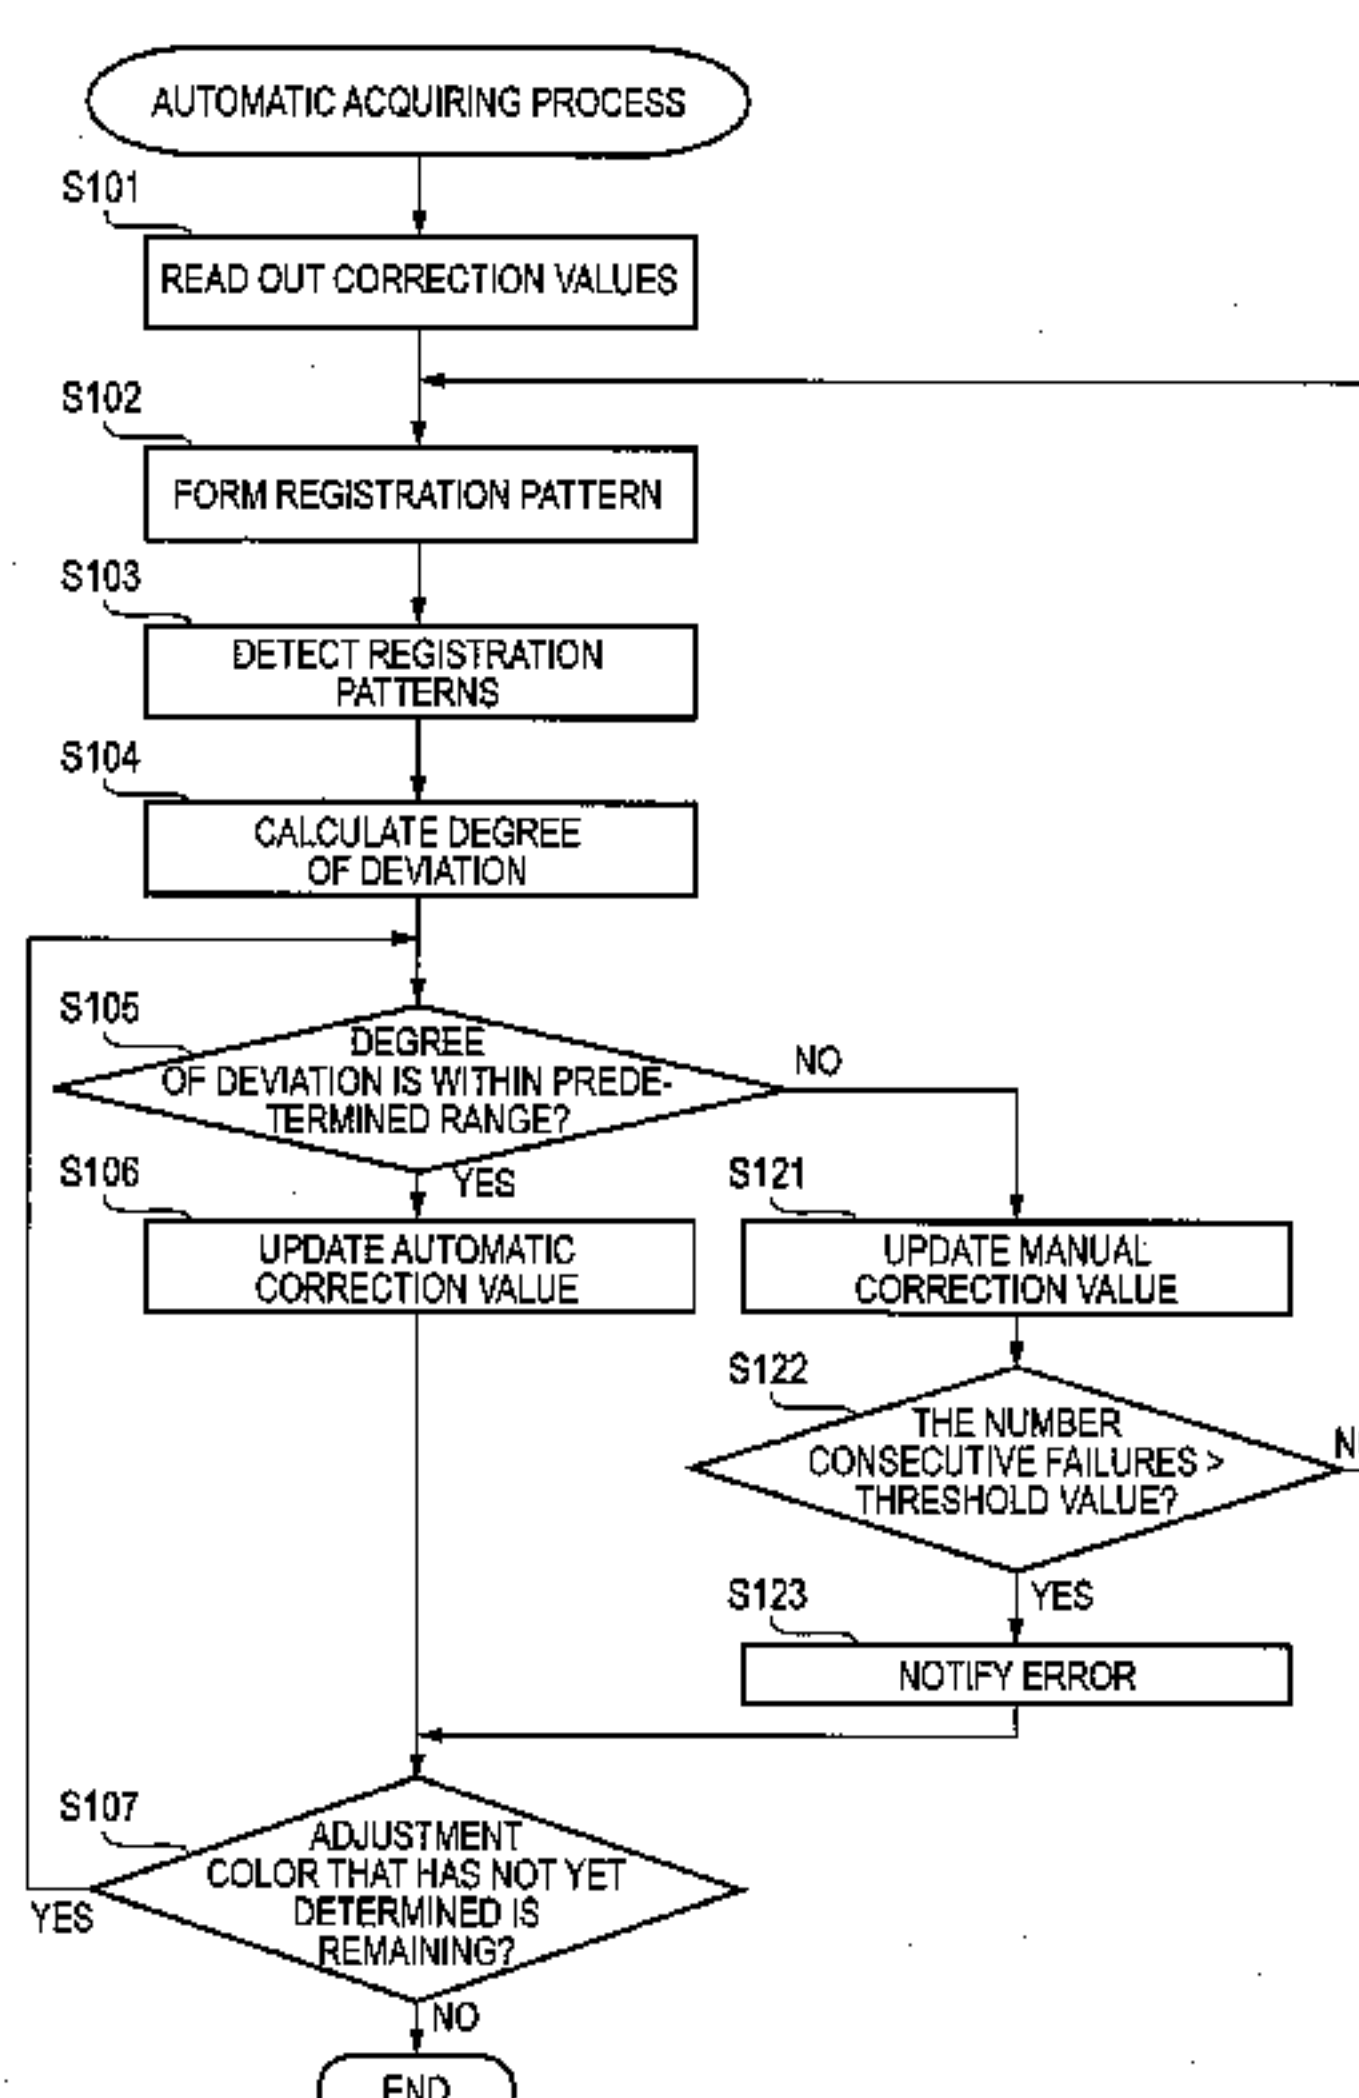 AUTOMATIC ACQUIRING PROCESS
S101
READ OUT CORRECTION VALUES
S102
FORM REGISTRATION PATTERN
S103
DETECT REGISTRATION
PATTERNS
S104
CALCULATE DEGREE
OF DEVIATION
S105
DEGREE
OF DEVIATION IS WITHIN PREDE-
TERMINED RANGE?
NO
YES
S106
UPDATE AUTOMATIC
CORRECTION VALUE
S121
UPDATE MANUAL
CORRECTION VALUE
S122
THE NUMBER
CONSECUTIVE FAILURES >
THRESHOLD VALUE?
YES
S123
NOTIFY ERROR
S107
ADJUSTMENT
COLOR THAT HAS NOT YET
DETERMINED IS
REMAINING?
YES
NO
END